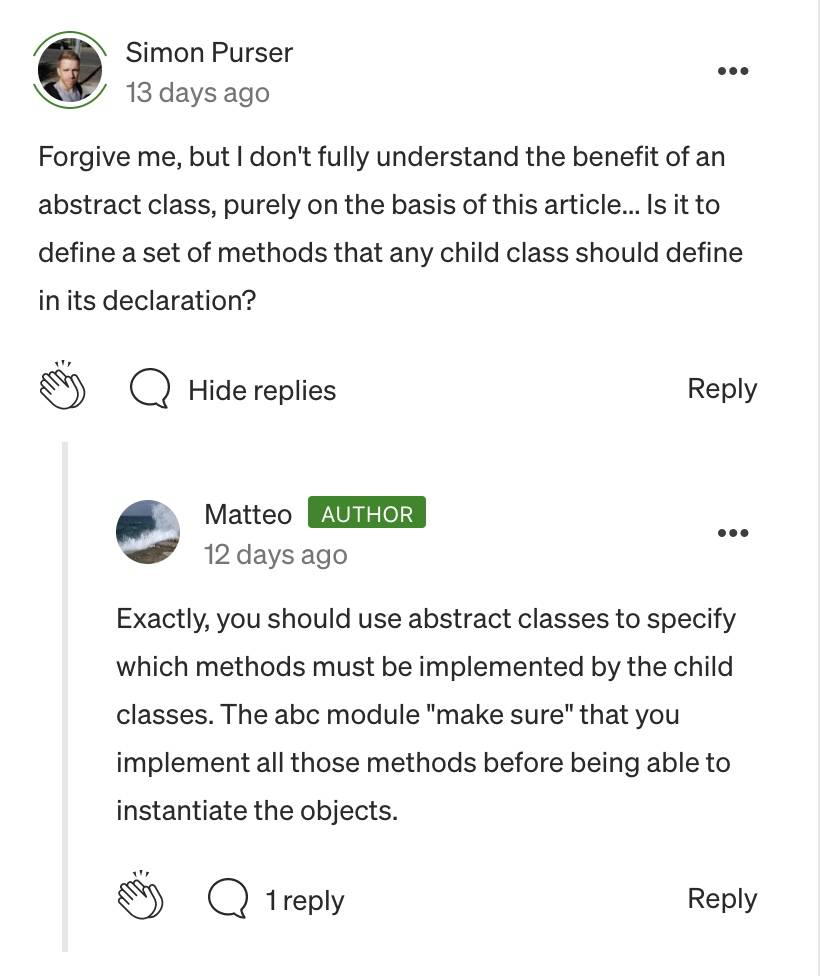 Simon Purser
13 days ago
Forgive me, but I don't fully understand the benefit of an
abstract class, purely on the basis of this article... Is it to
define a set of methods that any child class should define
in its declaration?
Hide replies
Reply
Matteo AUTHOR
12 days ago
Exactly, you should use abstract classes to specify
which methods must be implemented by the child
classes. The abc module "make sure" that you
implement all those methods before being able to
instantiate the objects.
1 reply
Reply